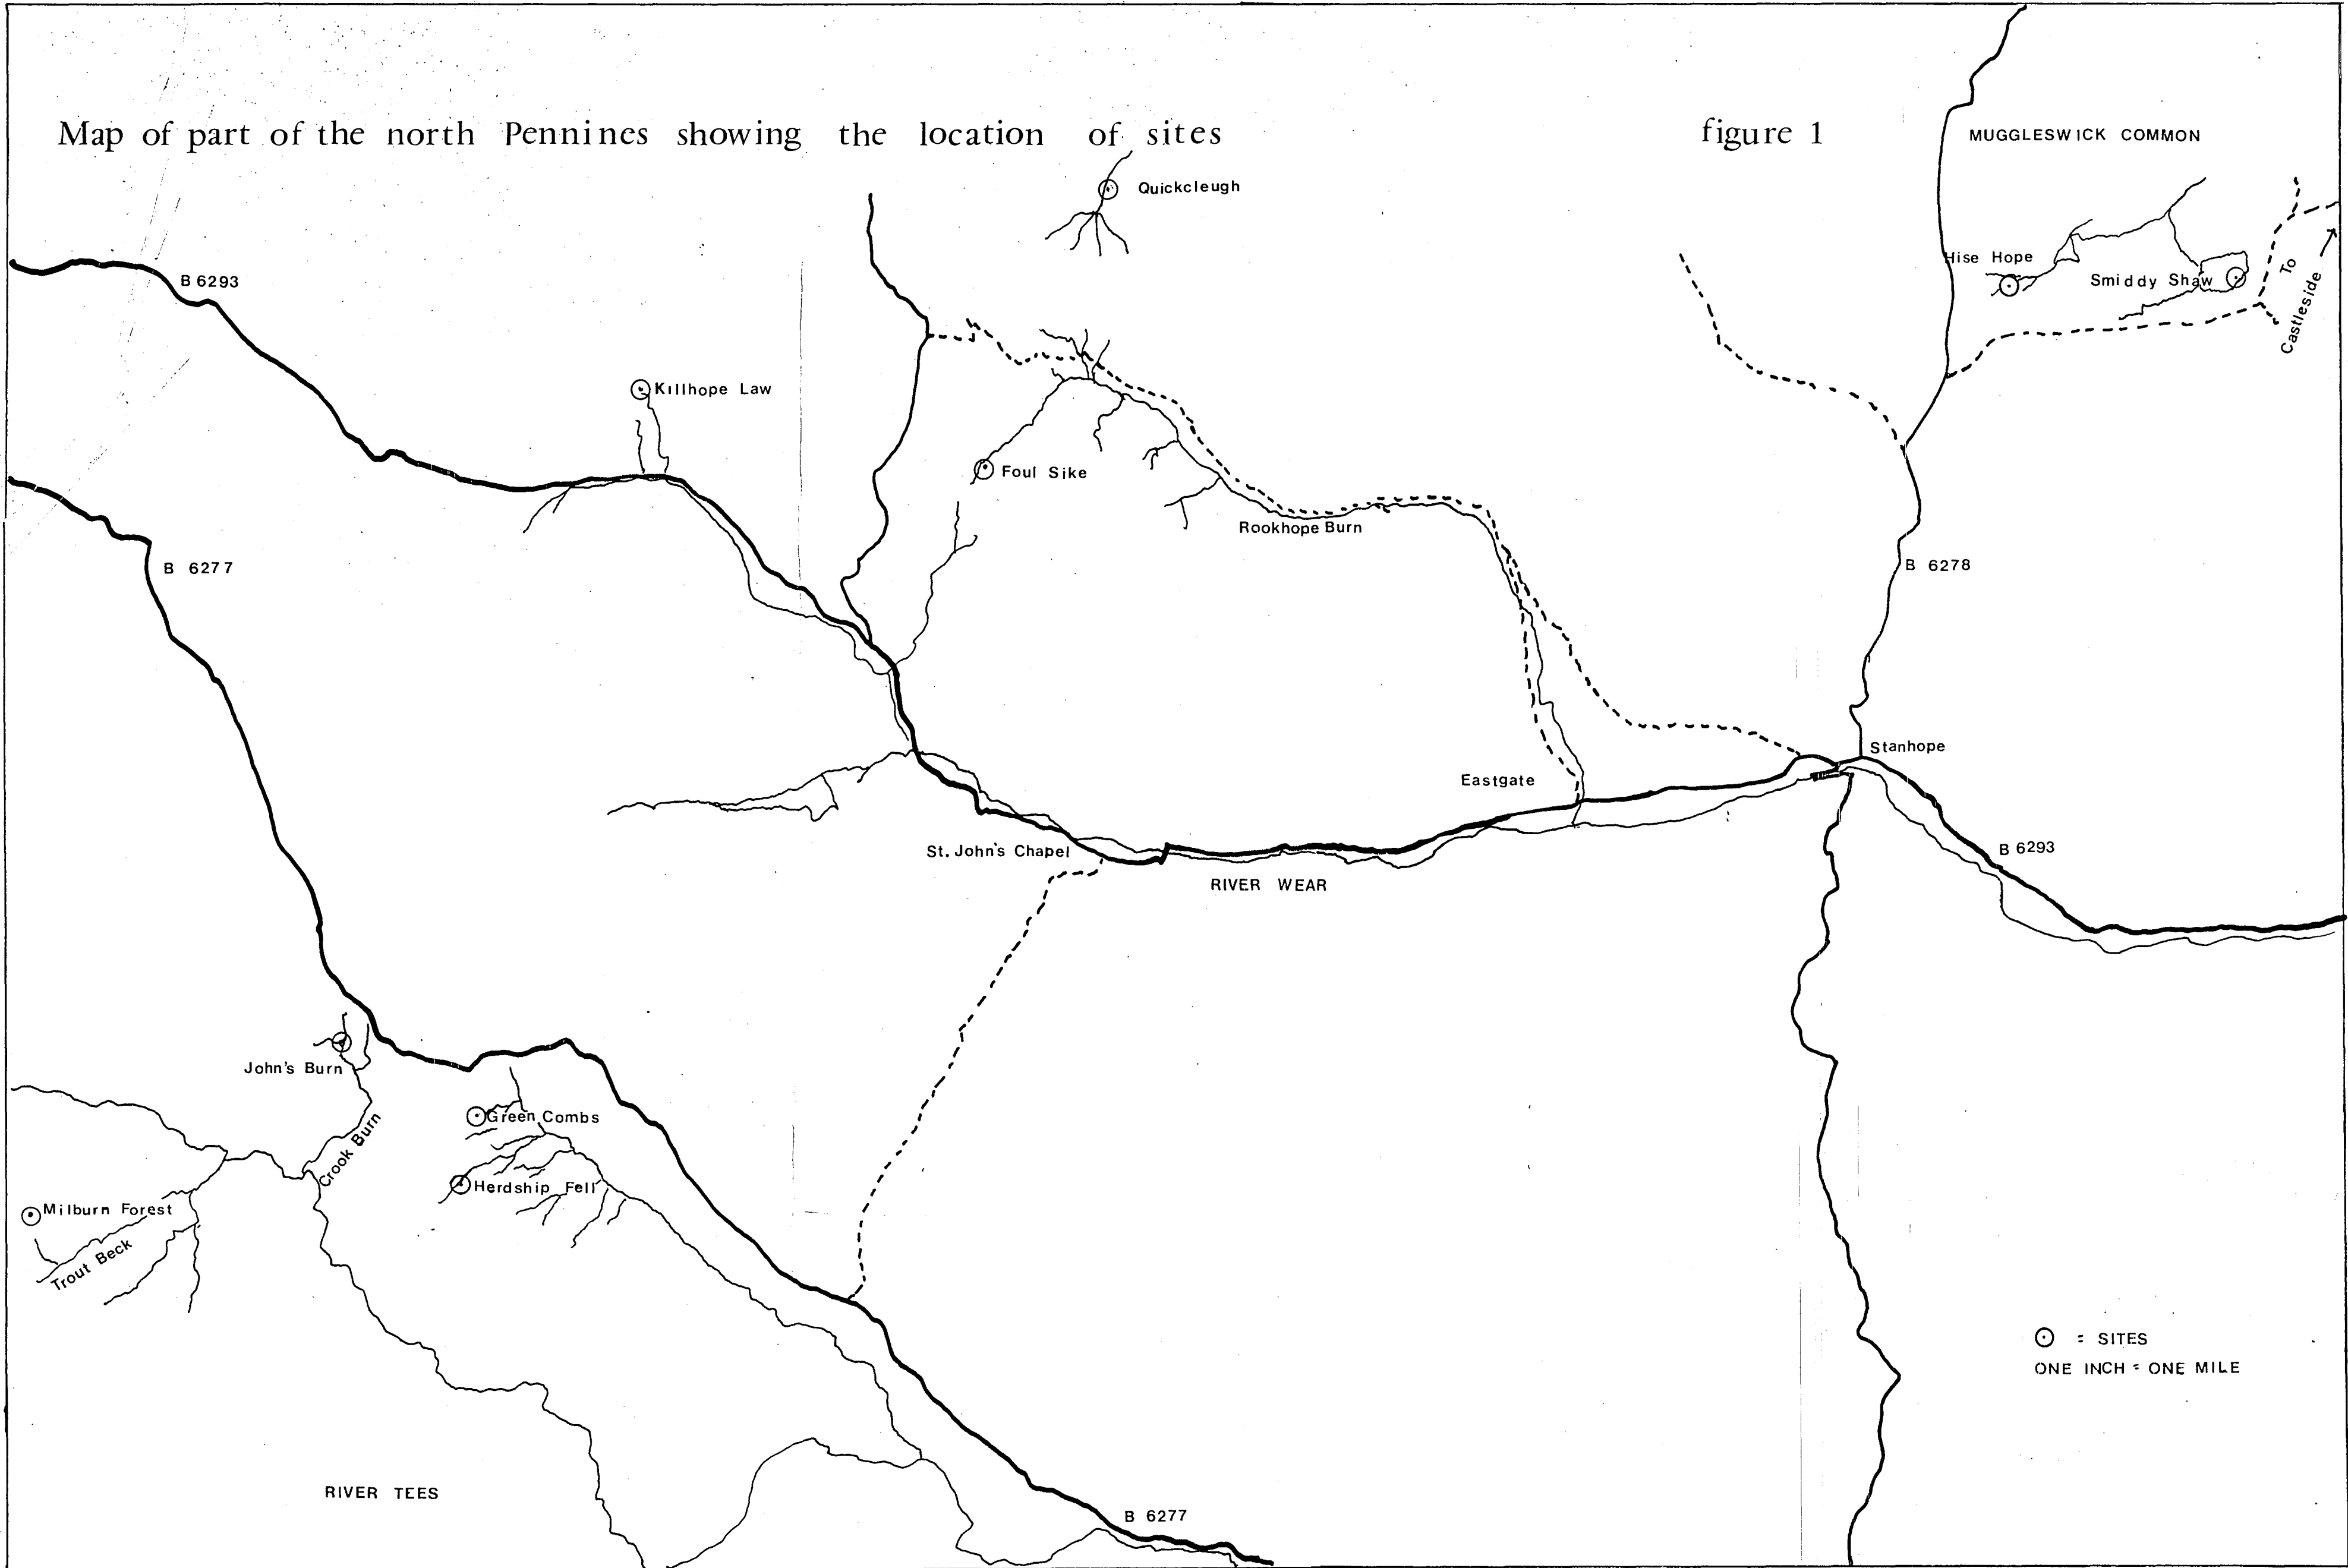 Map of part of the north Pennines showing the location of sites
figure 1
MUGGLESWICK COMMON
Quickcleugh
Hise Hope
Smiddy Shaw
To
Castleside
B 6293
Killhope Law
Foul Sike
Rookhope Burn
B 6277
B 6278
Stanhope
Eastgate
St. John's Chapel
B 6293
RIVER WEAR
John's Burn
Green Combs
Crook Burn
Herdship Fell
Milburn Forest
Trout Beck
= SITES
ONE INCH = ONE MILE
RIVER TEES
B 6277